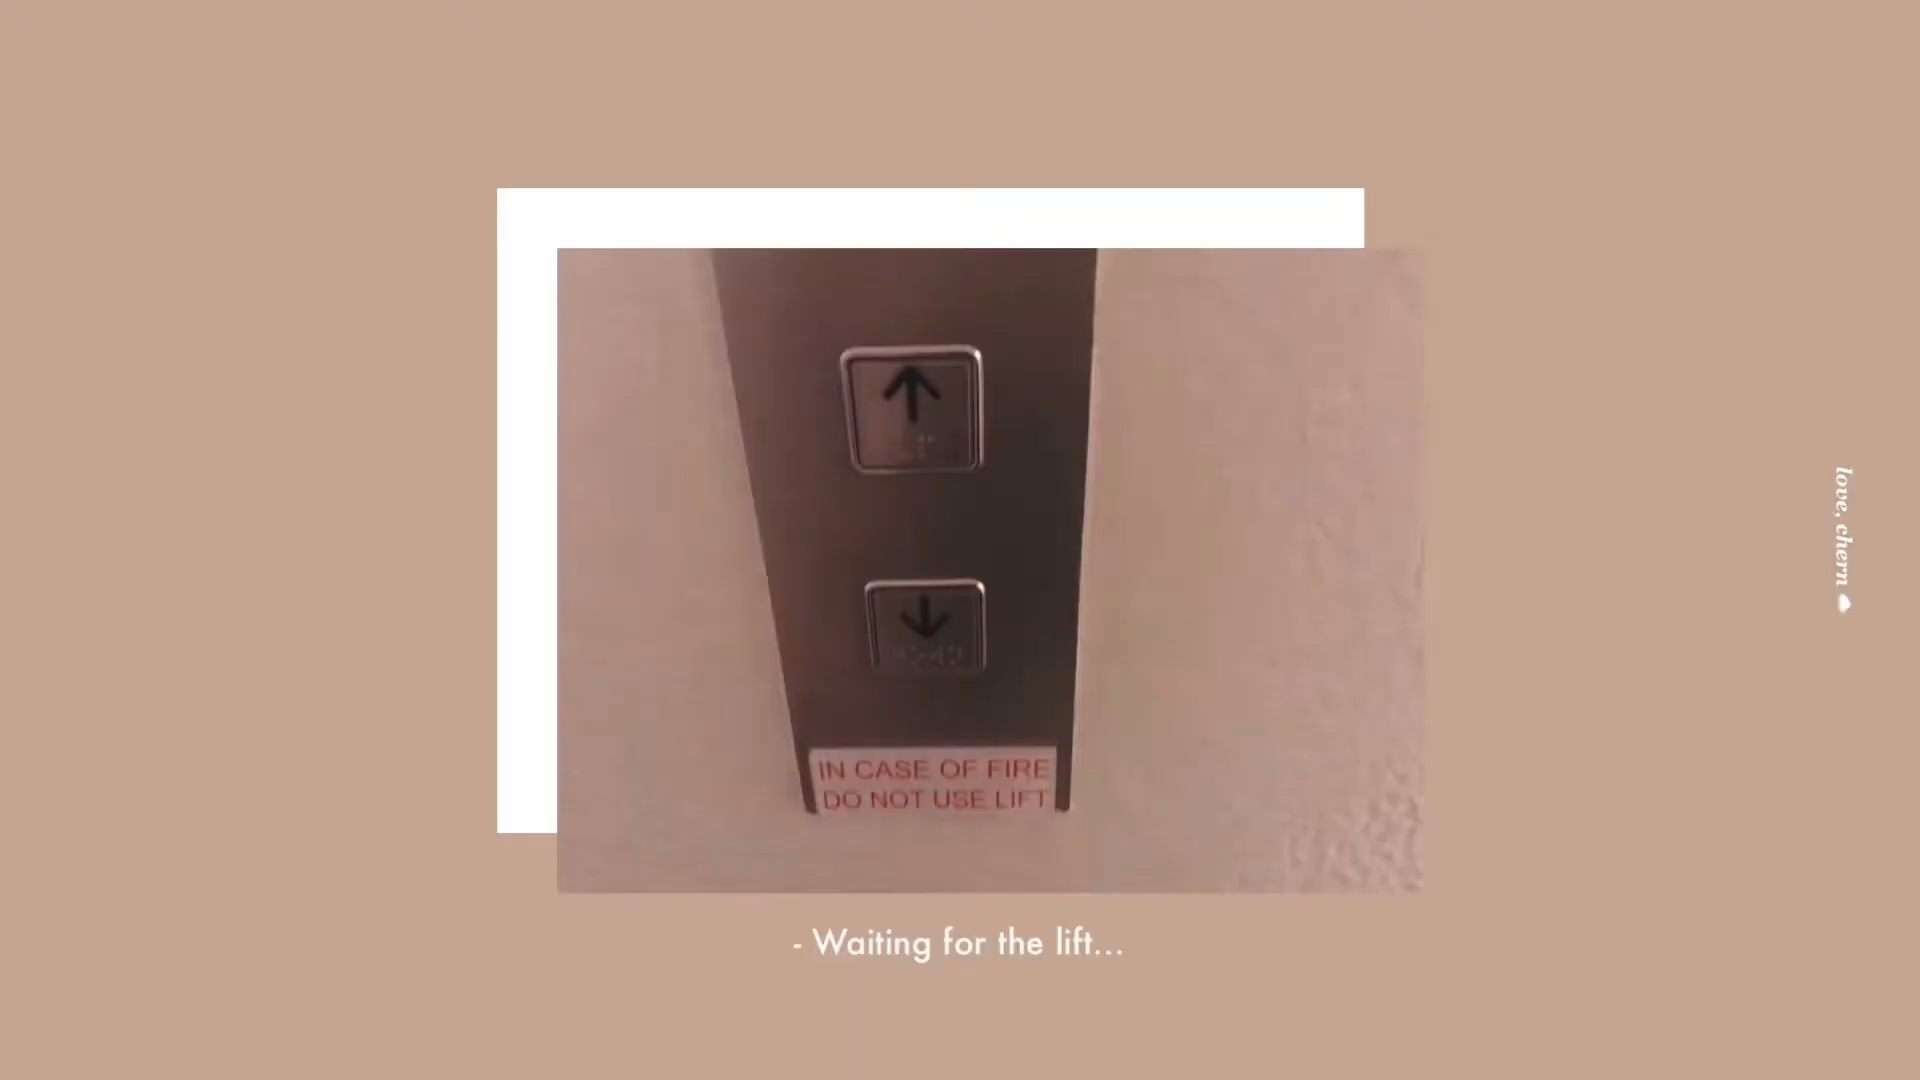 IN CASE OF FIRE
DO NOT USE LIFT
- Waiting for the lift...
love, chern